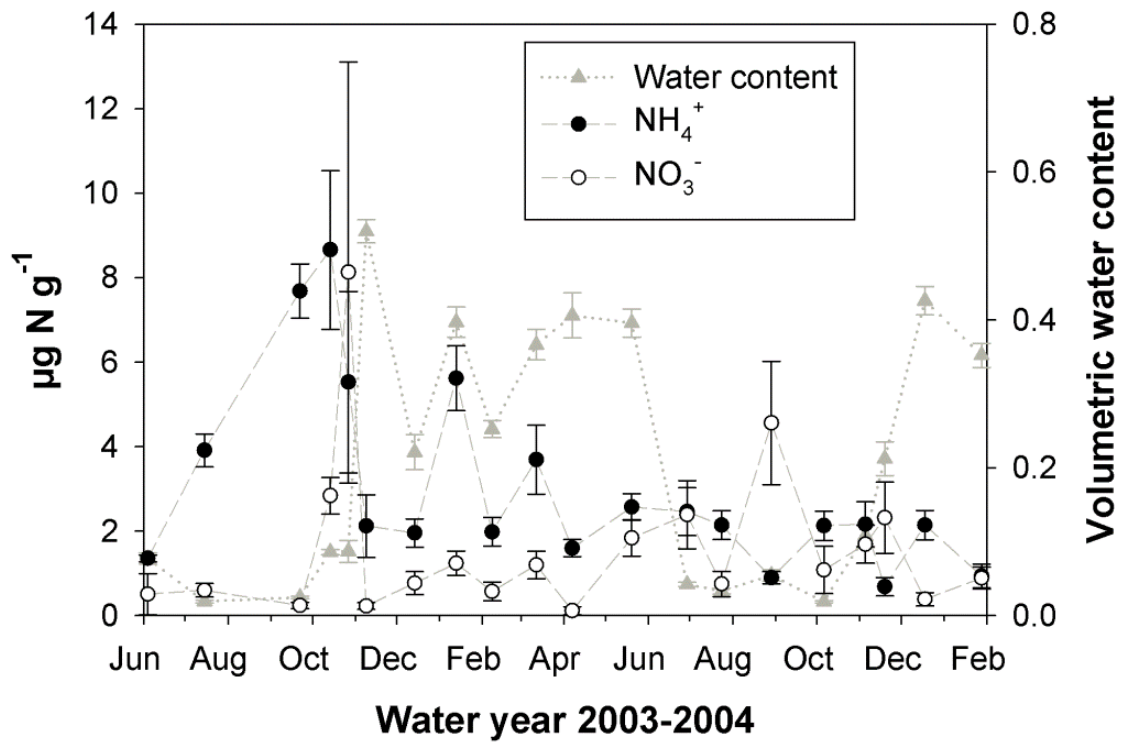 14
12
10
8
6
4
2
0
µg N g⁻¹
Water content
NH₄⁺
NO₃⁻
0.8
0.6
0.4
0.2
0.0
Volumetric water content
Jun Aug Oct Dec Feb Apr Jun Aug Oct Dec Feb
Water year 2003-2004